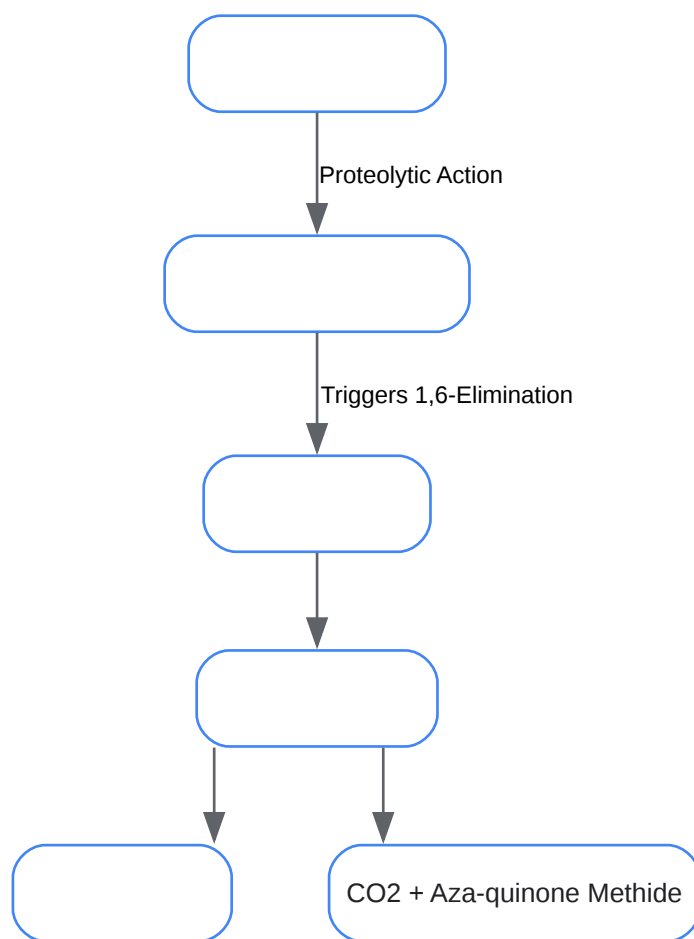 Proteolytic Action
Triggers 1,6-Elimination
CO2 + Aza-quinone Methide